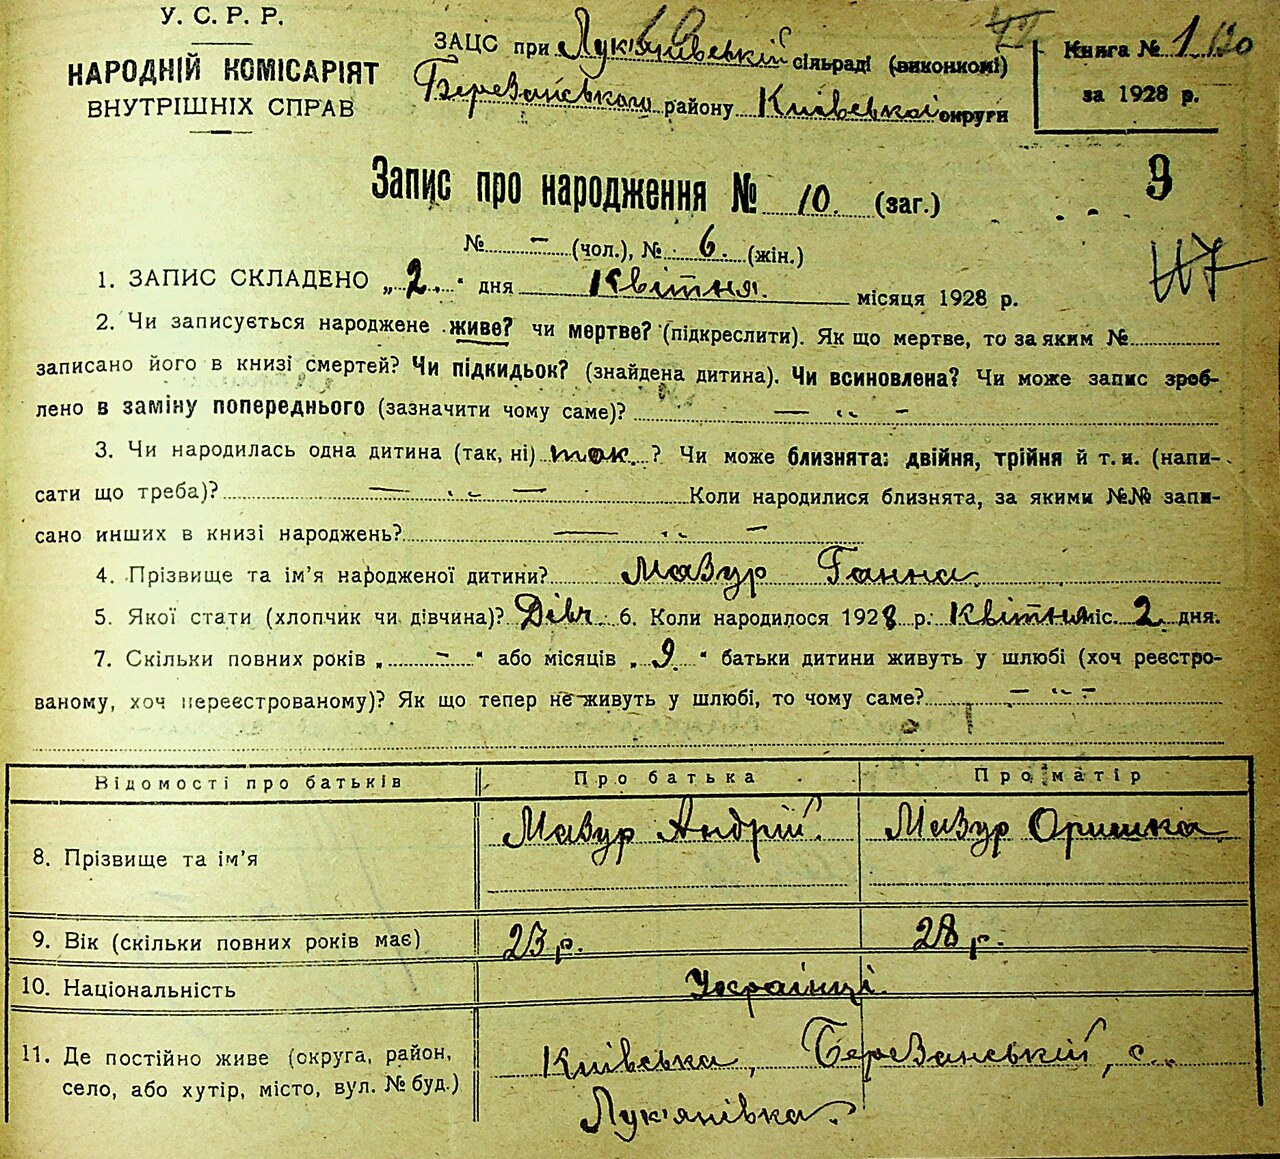 У. С. Р. Р.
НАРОДНІЙ КОМІСАРІЯТ
ВНУТРІШНІХ СПРАВ
ЗАЦС при Лук'янівській сільраді (виконкомі)
Березанського району Київської округи
Книга № 1
за 1928 р.
9
Запис про народження № 10. (заг.)
№ – (чол.), № 6. (жін.)
1. ЗАПИС СКЛАДЕНО „2.“ дня Квітня. місяця 1928 р.
2. Чи записується народжене живе? чи мертве? (підкреслити). Як що мертве, то за яким №
записано його в книзі смертей? Чи підкидьок? (знайдена дитина). Чи всиновлена? Чи може запис зроб-
лено в заміну попереднього (зазначити чому саме)? — „ –
3. Чи народилась одна дитина (так, ні) так ? Чи може близнята: двійня, трійня й т. и. (напи-
сати що треба)? — „ — Коли народилися близнята, за якими №№ запи-
сано инших в книзі народжень? — „ –
4. Прізвище та ім'я народженої дитини? Мазур Ганна.
5. Якої стати (хлопчик чи дівчина)? Дівч. 6. Коли народилося 1928 р. Квітня міс. 2 дня.
7. Скільки повних років „ – “ або місяців „ 9 “ батьки дитини живуть у шлюбі (хоч реєстро-
ваному, хоч нереєстрованому)? Як що тепер не живуть у шлюбі, то чому саме? – „ –
Відомості про батьків Про батька Про матір
8. Прізвище та ім'я Мазур Андрій. Мазур Оришка
9. Вік (скільки повних років має) 23 р. 28 р.
10. Національність Українці.
11. Де постійно живе (округа, район,
село, або хутір, місто, вул. № буд.) Київська, Березанський, с.
Лук'янівка.